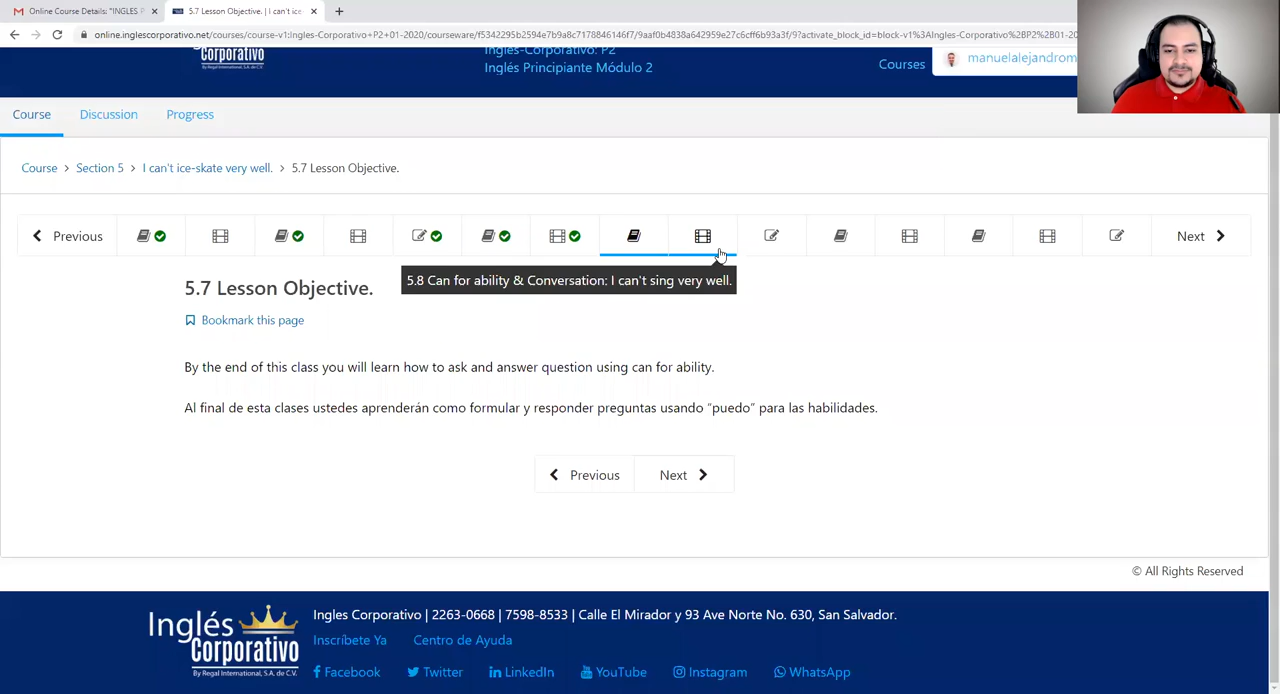 Online Course Details: "INGLES P
5.7 Lesson Objective. | I can't ice
online.inglescorporativo.net/courses/course-v1:Ingles-Corporativo+P2+01-2020/courseware/f5342295b2594e7b9a8c7178846146f7/9aaf0b4838a642959e27c6ff6b93a3f/9?activate_block_id=block-v1%3AIngles-Corporativo%2BP2%2B01-20
Corporativo
By Regal International, S.A. de C.V.
Ingles-Corporativo: P2
Inglés Principiante Módulo 2
Courses
manuelalejandrom
Course
Discussion
Progress
Course > Section 5 > I can't ice-skate very well. > 5.7 Lesson Objective.
Previous
Next
5.8 Can for ability & Conversation: I can't sing very well.
5.7 Lesson Objective.
Bookmark this page
By the end of this class you will learn how to ask and answer question using can for ability.
Al final de esta clases ustedes aprenderán como formular y responder preguntas usando "puedo" para las habilidades.
Previous
Next
© All Rights Reserved
Inglés
Corporativo
By Regal International, S.A. de C.V.
Ingles Corporativo | 2263-0668 | 7598-8533 | Calle El Mirador y 93 Ave Norte No. 630, San Salvador.
Inscríbete Ya
Centro de Ayuda
Facebook
Twitter
LinkedIn
YouTube
Instagram
WhatsApp